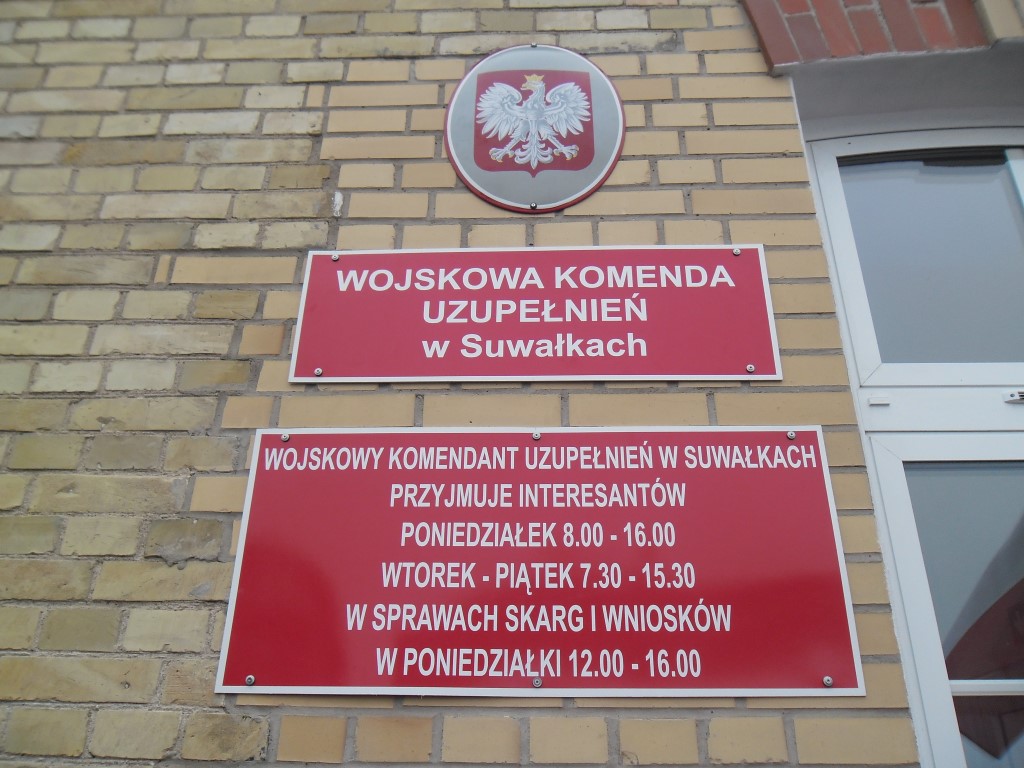 WOJSKOWA KOMENDA
UZUPEŁNIEŃ
w Suwałkach
WOJSKOWY KOMENDANT UZUPEŁNIEŃ W SUWAŁKACH
PRZYJMUJE INTERESANTÓW
PONIEDZIAŁEK 8.00 - 16.00
WTOREK - PIĄTEK 7.30 - 15.30
W SPRAWACH SKARG I WNIOSKÓW
W PONIEDZIAŁKI 12.00 - 16.00